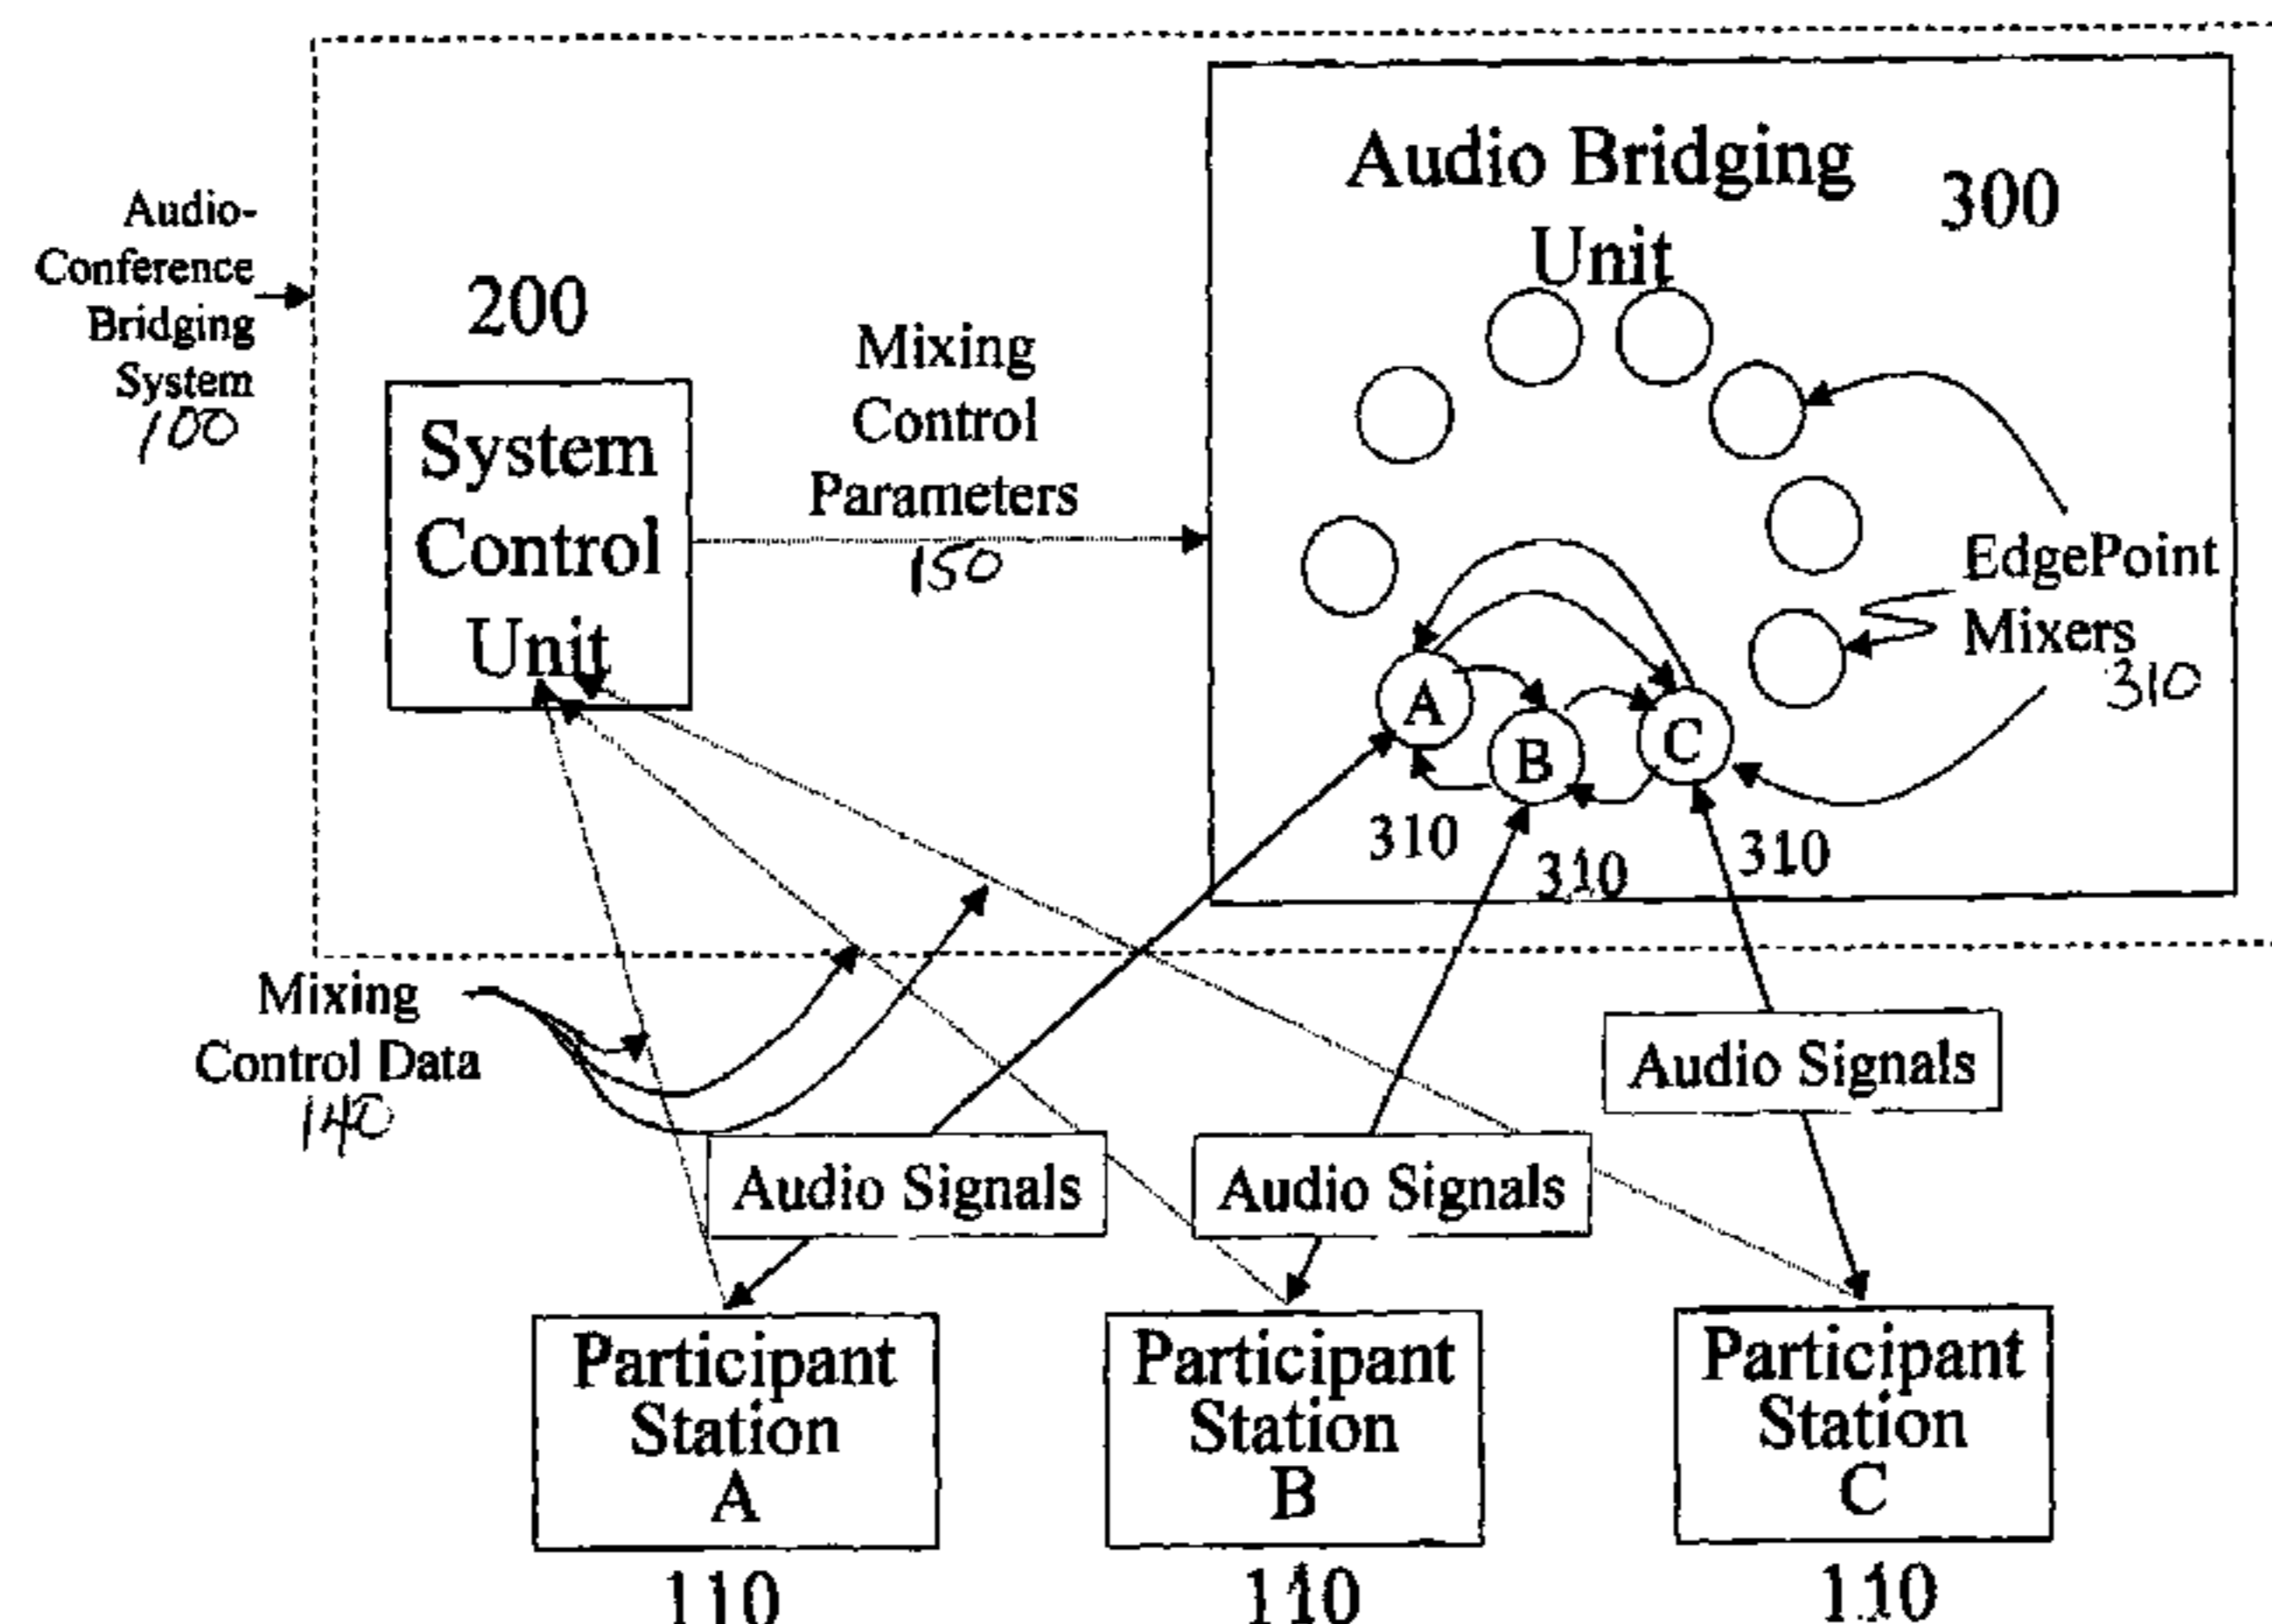 Audio-
Conference
Bridging
System
100
200
System
Control
Unit
Mixing
Control
Parameters
150
Audio Bridging
Unit
300
EdgePoint
Mixers
310
A
B
C
310
310
310
Mixing
Control Data
140
Audio Signals
Audio Signals
Audio Signals
Participant
Station
A
110
Participant
Station
B
110
Participant
Station
C
110